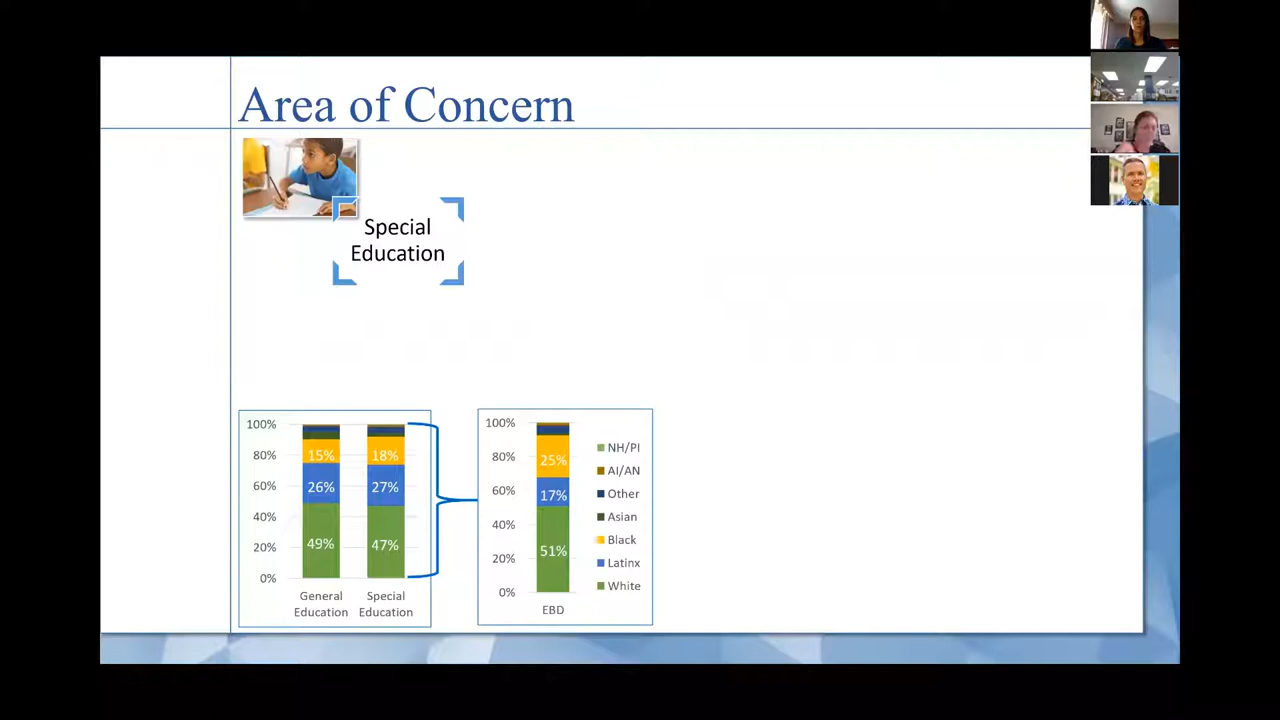 Area of Concern
Special
Education
100%
80%
60%
40%
20%
0%
15%
18%
26%
27%
49%
47%
General
Education
Special
Education
100%
80%
60%
40%
20%
0%
25%
17%
51%
EBD
NH/PI
AI/AN
Other
Asian
Black
Latinx
White